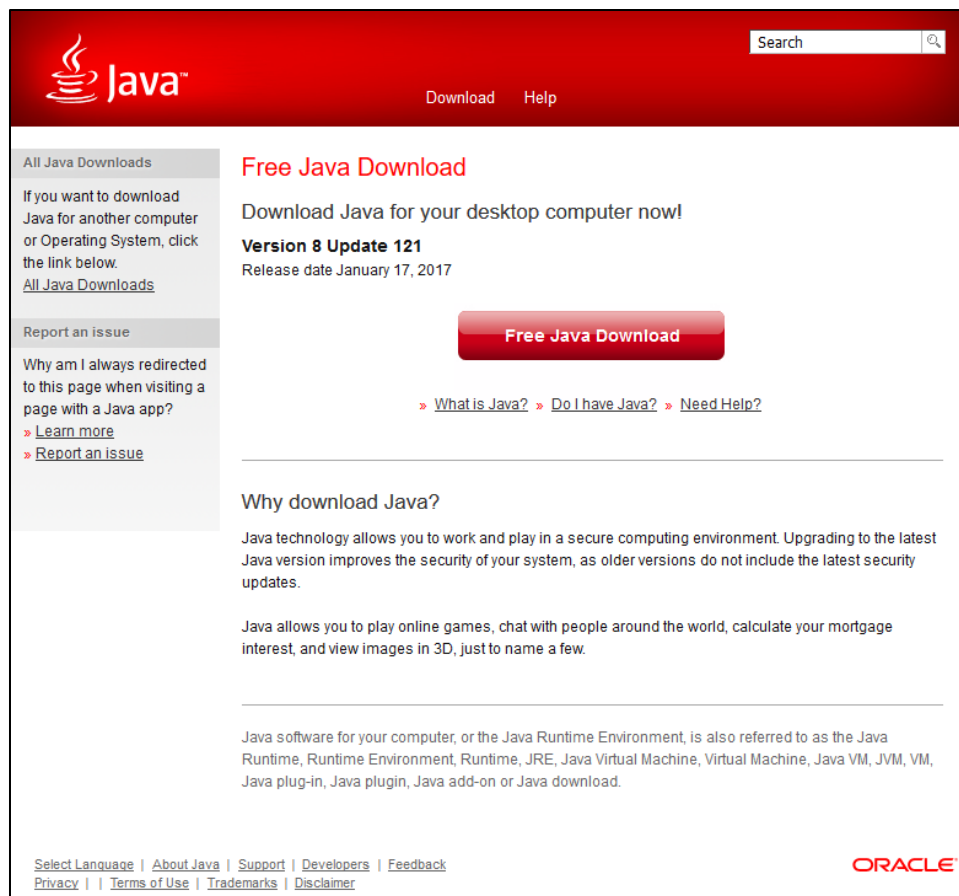 Java™
Search
Download Help
All Java Downloads
If you want to download
Java for another computer
or Operating System, click
the link below.
All Java Downloads
Report an issue
Why am I always redirected
to this page when visiting a
page with a Java app?
» Learn more
» Report an issue
Free Java Download
Download Java for your desktop computer now!
Version 8 Update 121
Release date January 17, 2017
Free Java Download
» What is Java? » Do I have Java? » Need Help?
Why download Java?
Java technology allows you to work and play in a secure computing environment. Upgrading to the latest
Java version improves the security of your system, as older versions do not include the latest security
updates.
Java allows you to play online games, chat with people around the world, calculate your mortgage
interest, and view images in 3D, just to name a few.
Java software for your computer, or the Java Runtime Environment, is also referred to as the Java
Runtime, Runtime Environment, Runtime, JRE, Java Virtual Machine, Virtual Machine, Java VM, JVM, VM,
Java plug-in, Java plugin, Java add-on or Java download.
Select Language | About Java | Support | Developers | Feedback
Privacy | | Terms of Use | Trademarks | Disclaimer
ORACLE